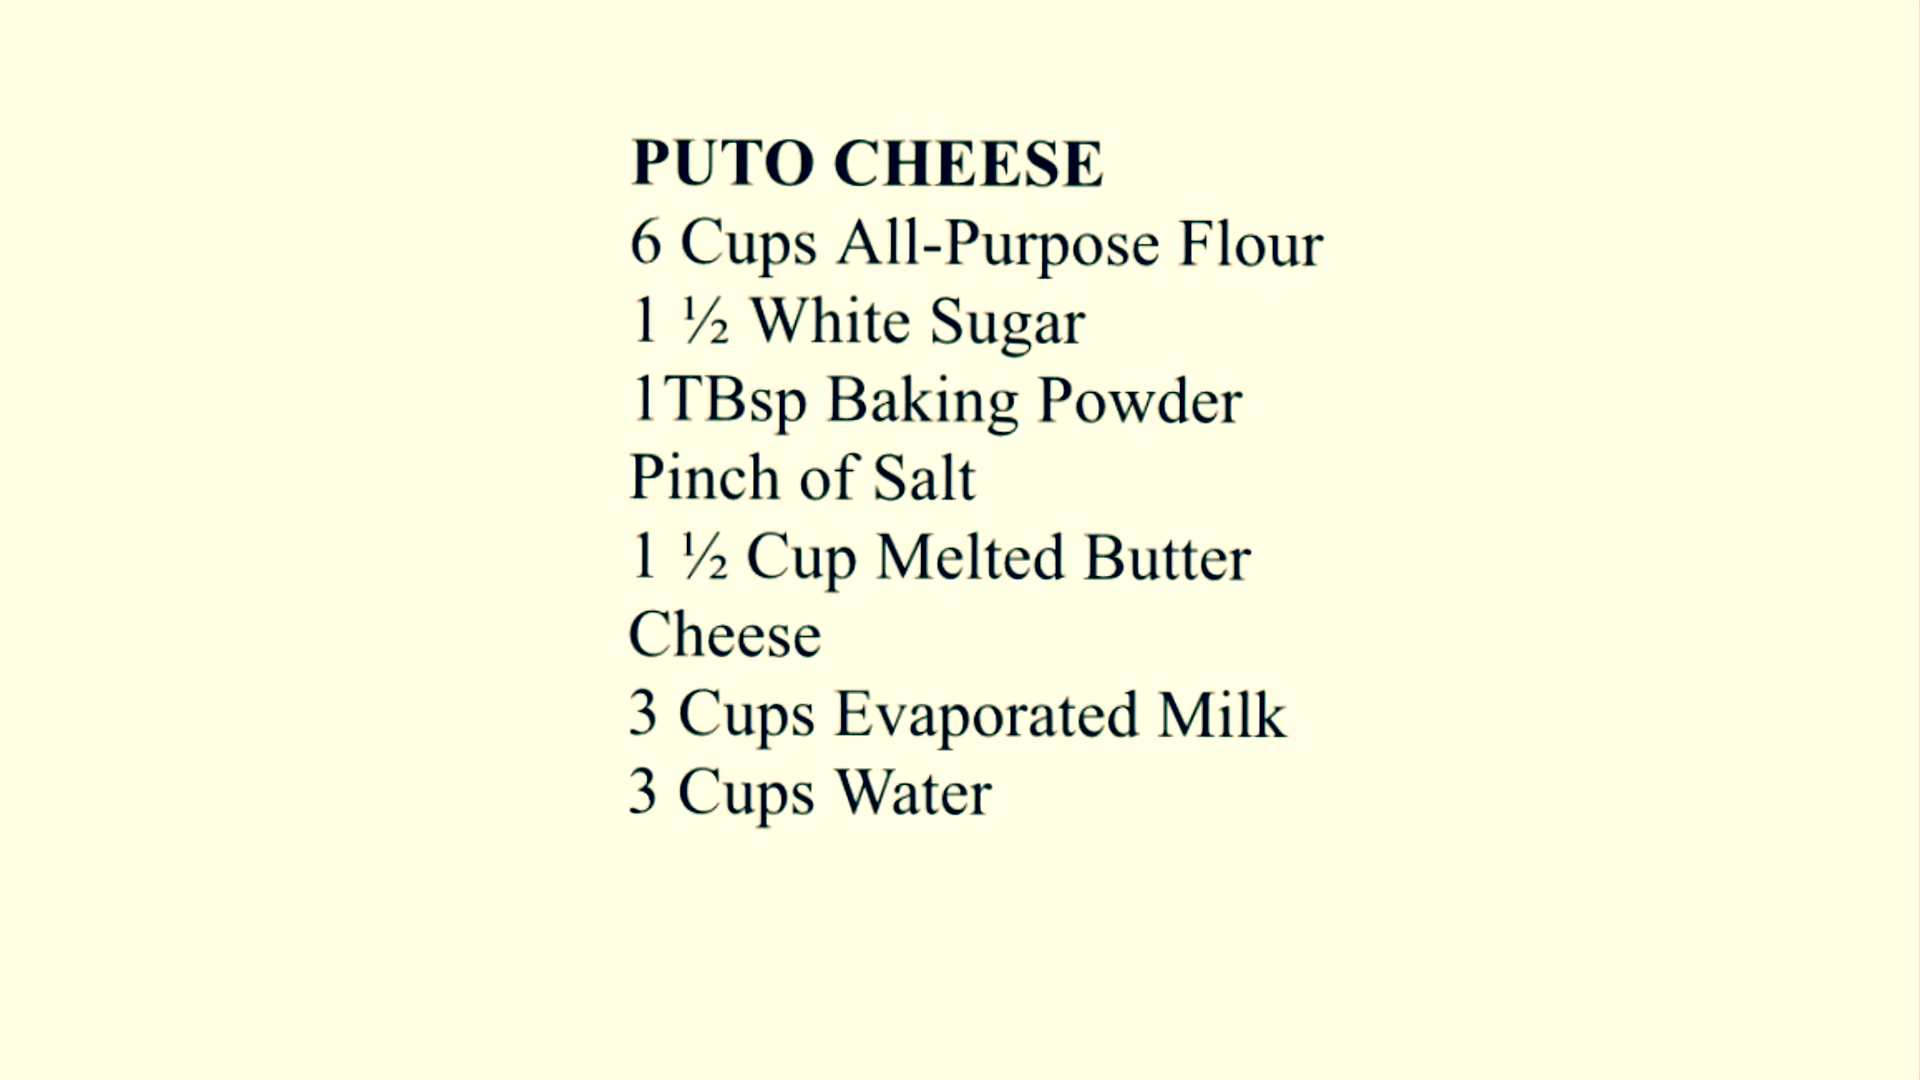 PUTO CHEESE
6 Cups All-Purpose Flour
1 ½ White Sugar
1TBsp Baking Powder
Pinch of Salt
1 ½ Cup Melted Butter
Cheese
3 Cups Evaporated Milk
3 Cups Water